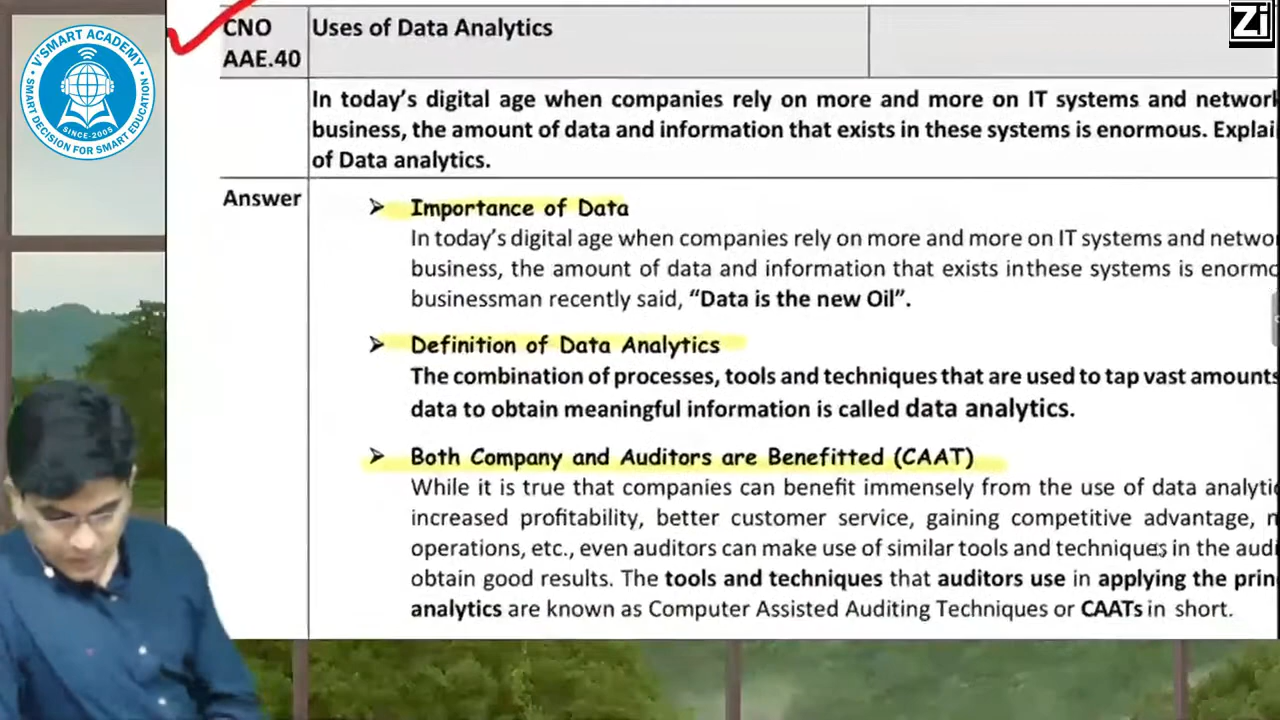 V'SMART ACADEMY
SINCE-2005
SMART DECISION FOR SMART EDUCATION
Zi
CNO Uses of Data Analytics
AAE.40
In today's digital age when companies rely on more and more on IT systems and network
business, the amount of data and information that exists in these systems is enormous. Explai
of Data analytics.
Answer
➢ Importance of Data
In today's digital age when companies rely on more and more on IT systems and netwo
business, the amount of data and information that exists inthese systems is enormo
businessman recently said, “Data is the new Oil”.
➢ Definition of Data Analytics
The combination of processes, tools and techniques that are used to tap vast amounts
data to obtain meaningful information is called data analytics.
➢ Both Company and Auditors are Benefitted (CAAT)
While it is true that companies can benefit immensely from the use of data analytic
increased profitability, better customer service, gaining competitive advantage, m
operations, etc., even auditors can make use of similar tools and techniques in the audi
obtain good results. The tools and techniques that auditors use in applying the prin
analytics are known as Computer Assisted Auditing Techniques or CAATs in short.